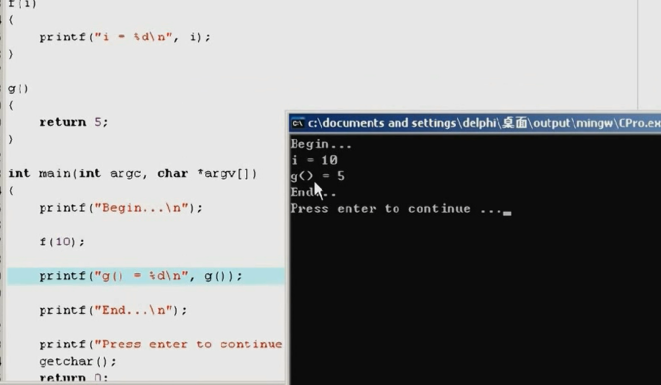 f(i)
{
printf("i = %d\n", i);
}
g()
{
return 5;
}
int main(int argc, char *argv[])
{
printf("Begin...\n");
f(10);
printf("g() = %d\n", g());
printf("End...\n");
printf("Press enter to continue
getchar();
return 0;
c:\documents and settings\delphi\桌面\output\mingw\CPro.ex
Begin...
i = 10
g() = 5
End...
Press enter to continue ..._